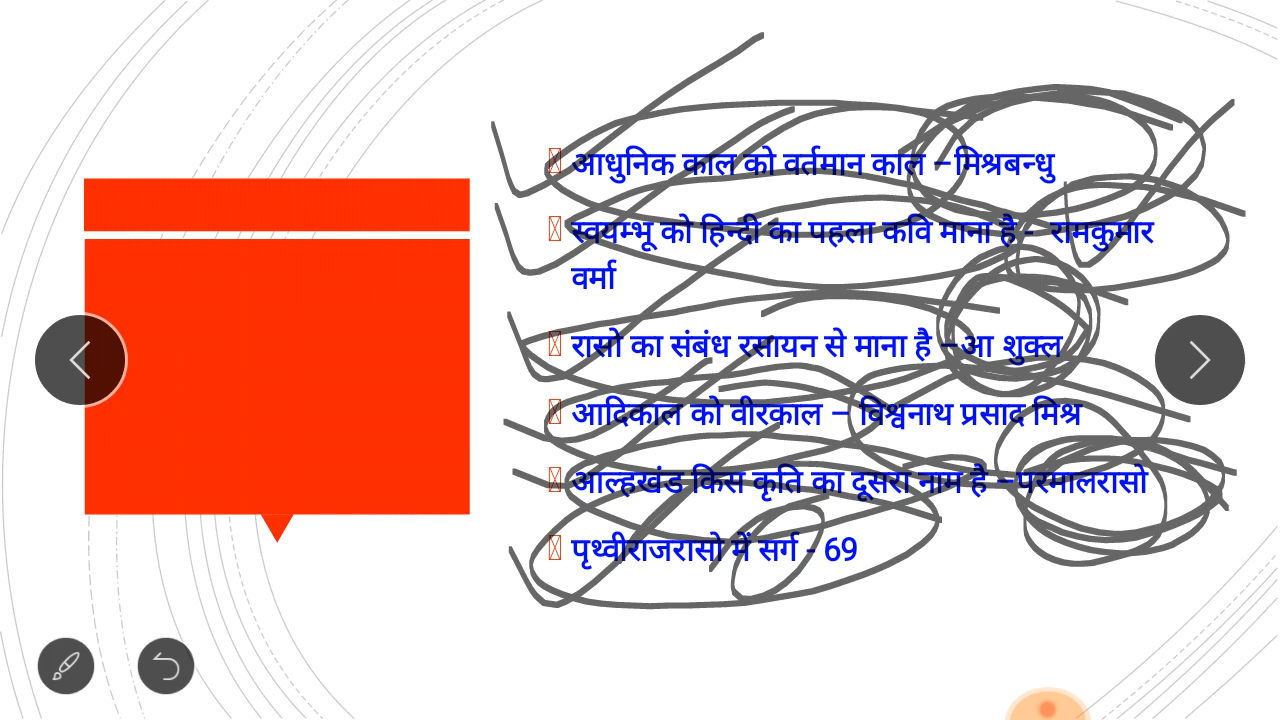 आधुनिक काल को वर्तमान काल – मिश्रबन्धु
स्वयम्भू को हिन्दी का पहला कवि माना है - रामकुमार
वर्मा
रासो का संबंध रसायन से माना है – आ शुक्ल
आदिकाल को वीरकाल – विश्वनाथ प्रसाद मिश्र
आल्हखंड किस कृति का दूसरा नाम है – परमालरासो
पृथ्वीराजरासो में सर्ग - 69